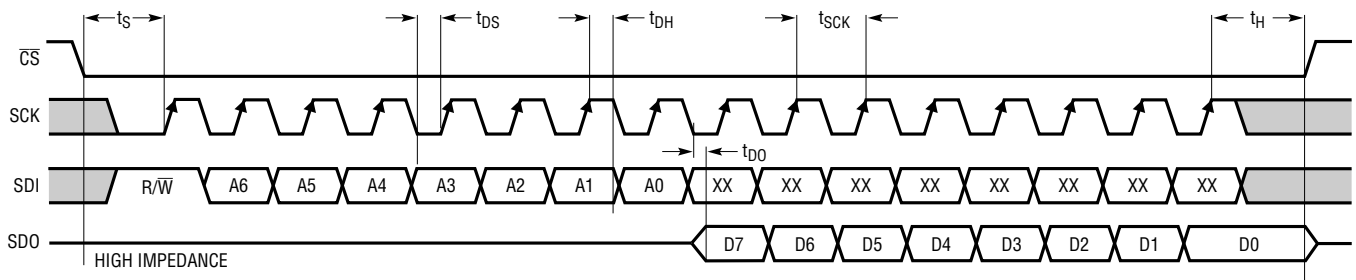 tS tDS tDH tSCK tH
CS
SCK
tDO
SDI R/W A6 A5 A4 A3 A2 A1 A0 XX XX XX XX XX XX XX XX
SDO D7 D6 D5 D4 D3 D2 D1 D0
HIGH IMPEDANCE